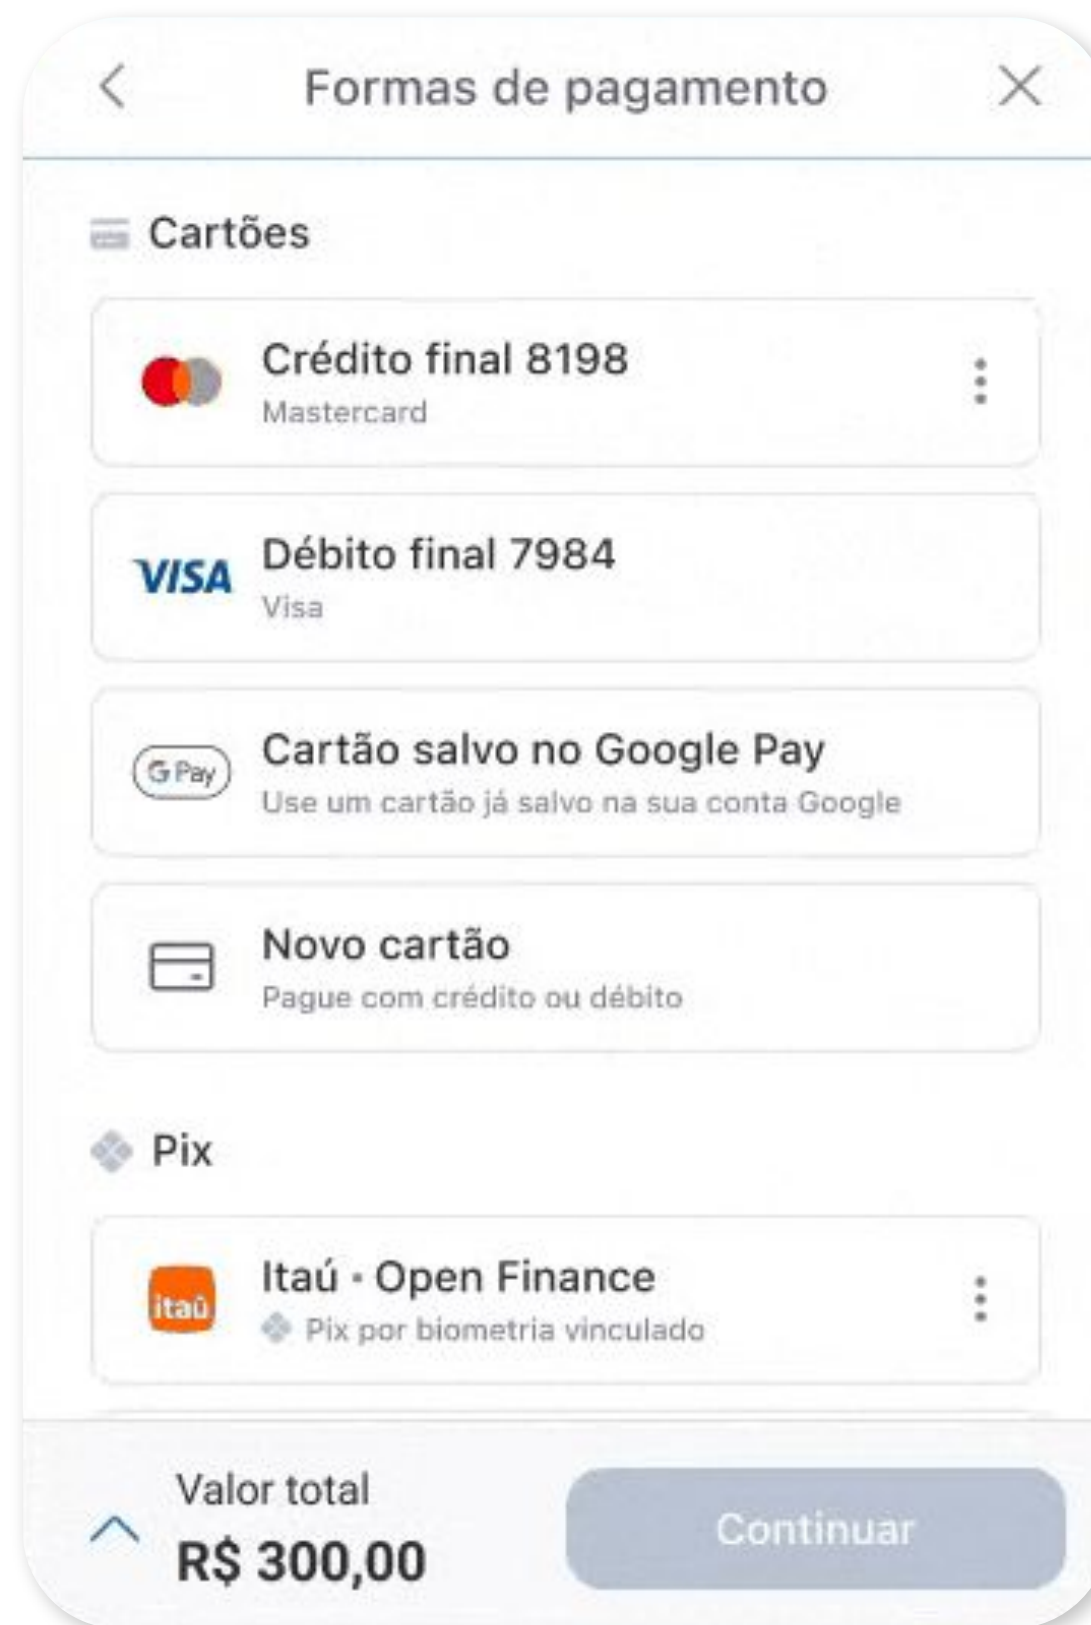 Formas de pagamento
Cartões
Crédito final 8198
Mastercard
VISA
Débito final 7984
Visa
G Pay
Cartão salvo no Google Pay
Use um cartão já salvo na sua conta Google
Novo cartão
Pague com crédito ou débito
Pix
itaú
Itaú · Open Finance
Pix por biometria vinculado
Valor total
R$ 300,00
Continuar